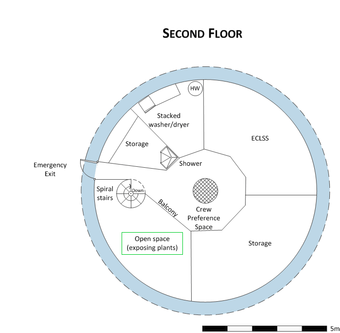 SECOND FLOOR
HW
Stacked
washer/dryer
ECLSS
Storage
Shower
Emergency
Exit
Spiral
stairs
Down
Balcony
Crew
Preference
Space
Open space
(exposing plants)
Storage
5m